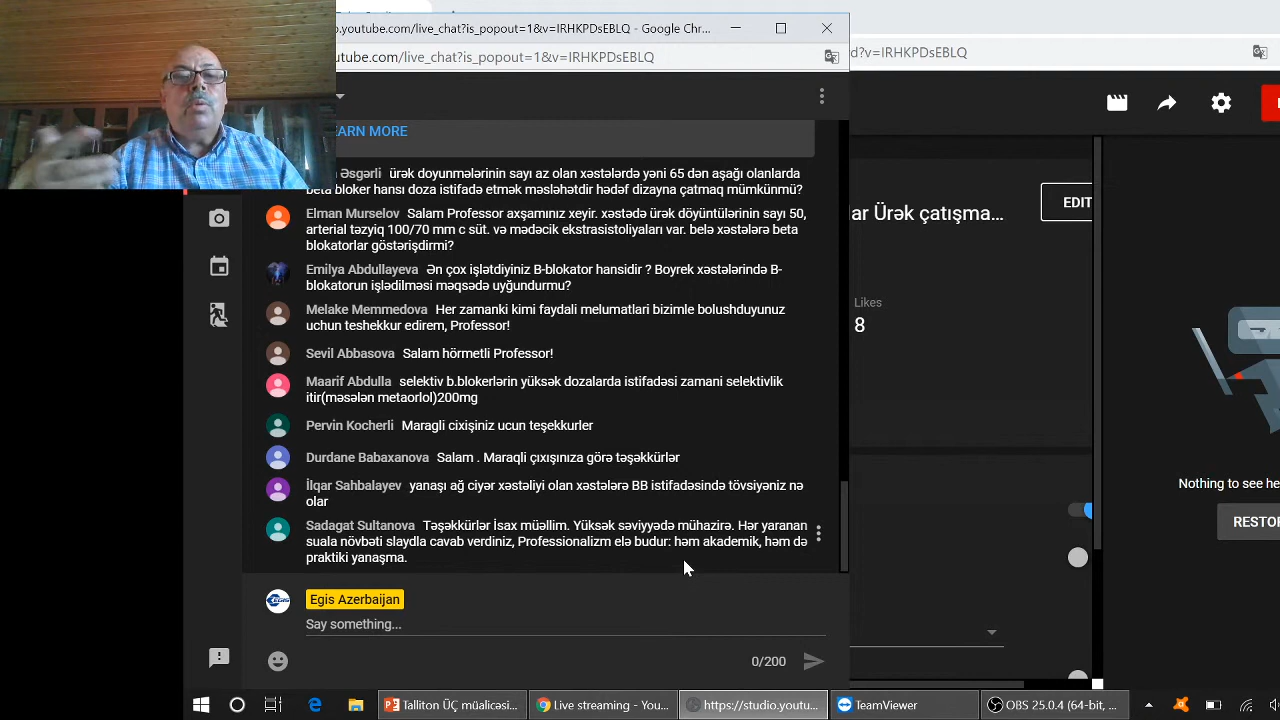 o.youtube.com/live_chat?is_popout=1&v=IRHKPDsEBLQ - Google Chr...
utube.com/live_chat?is_popout=1&v=IRHKPDsEBLQ
d?v=IRHKPDsEBLQ
EARN MORE
Əsgərli ürək doyunmələrinin sayı az olan xəstələrdə yəni 65 dən aşağı olanlarda
beta bloker hansı doza istifadə etmək məsləhətdir hədəf dizayna çatmaq mümkünmü?
Elman Murselov Salam Professor axşamınız xeyir. xəstədə ürək döyüntülərinin sayı 50,
arterial təzyiq 100/70 mm c süt. və mədəcik ekstrasistoliyaları var. belə xəstələrə beta
blokatorlar göstərişdirmi?
Emilya Abdullayeva Ən çox işlətdiyiniz B-blokator hansidir ? Boyrek xəstələrində B-
blokatorun işlədilməsi məqsədə uyğundurmu?
Melake Memmedova Her zamanki kimi faydali melumatlari bizimle bolushduyunuz
uchun teshekkur edirem, Professor!
Sevil Abbasova Salam hörmetli Professor!
Maarif Abdulla selektiv b.blokerlərin yüksək dozalarda istifadəsi zamani selektivlik
itir(məsələn metaorlol)200mg
Pervin Kocherli Maragli cixişiniz ucun teşekkurler
Durdane Babaxanova Salam . Maraqli çıxışınıza görə təşəkkürlər
İlqar Sahbalayev yanaşı ağ ciyər xəstəliyi olan xəstələrə BB istifadəsində tövsiyəniz nə
olar
Sadagat Sultanova Təşəkkürlər İsax müəllim. Yüksək səviyyədə mühazirə. Hər yaranan
suala növbəti slaydla cavab verdiniz, Professionalizm elə budur: həm akademik, həm də
praktiki yanaşma.
EGIS
Egis Azerbaijan
Say something...
0/200
EDIT
lar Ürək çatışma...
Likes
8
Nothing to see he
RESTO
Talliton ÜÇ müalicəsi...
Live streaming - You...
https://studio.youtu...
TeamViewer
OBS 25.0.4 (64-bit, ...